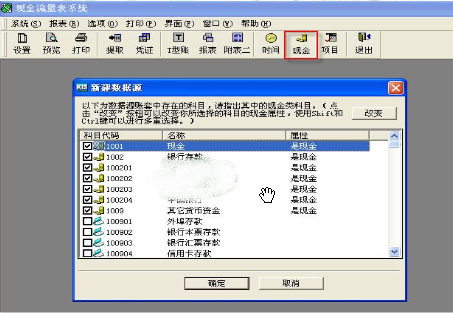 现金流量表系统
系统(S) 报表(R) 选项(O) 打印(P) 界面(F) 窗口(V) 帮助(H)
设置 预览 打印 提取 凭证 T型账 报表 附表二 时间 现金 项目 退出
新建数据源
以下为数据源账套中存在的科目,请指出其中的现金类科目。(点
击“改变”按钮可以改变你所选择的科目的现金属性,使用Shift和
Ctrl键可以进行多重选择。)
改变
科目代码 名称 属性
1001 现金 是现金
1002 银行存款 是现金
100201 是现金
100202 是现金
100203 是现金
100204 是现金
1009 其它货币资金 是现金
100901 外埠存款
100902 银行本票存款
100903 银行汇票存款
100904 信用卡存款
确定 取消